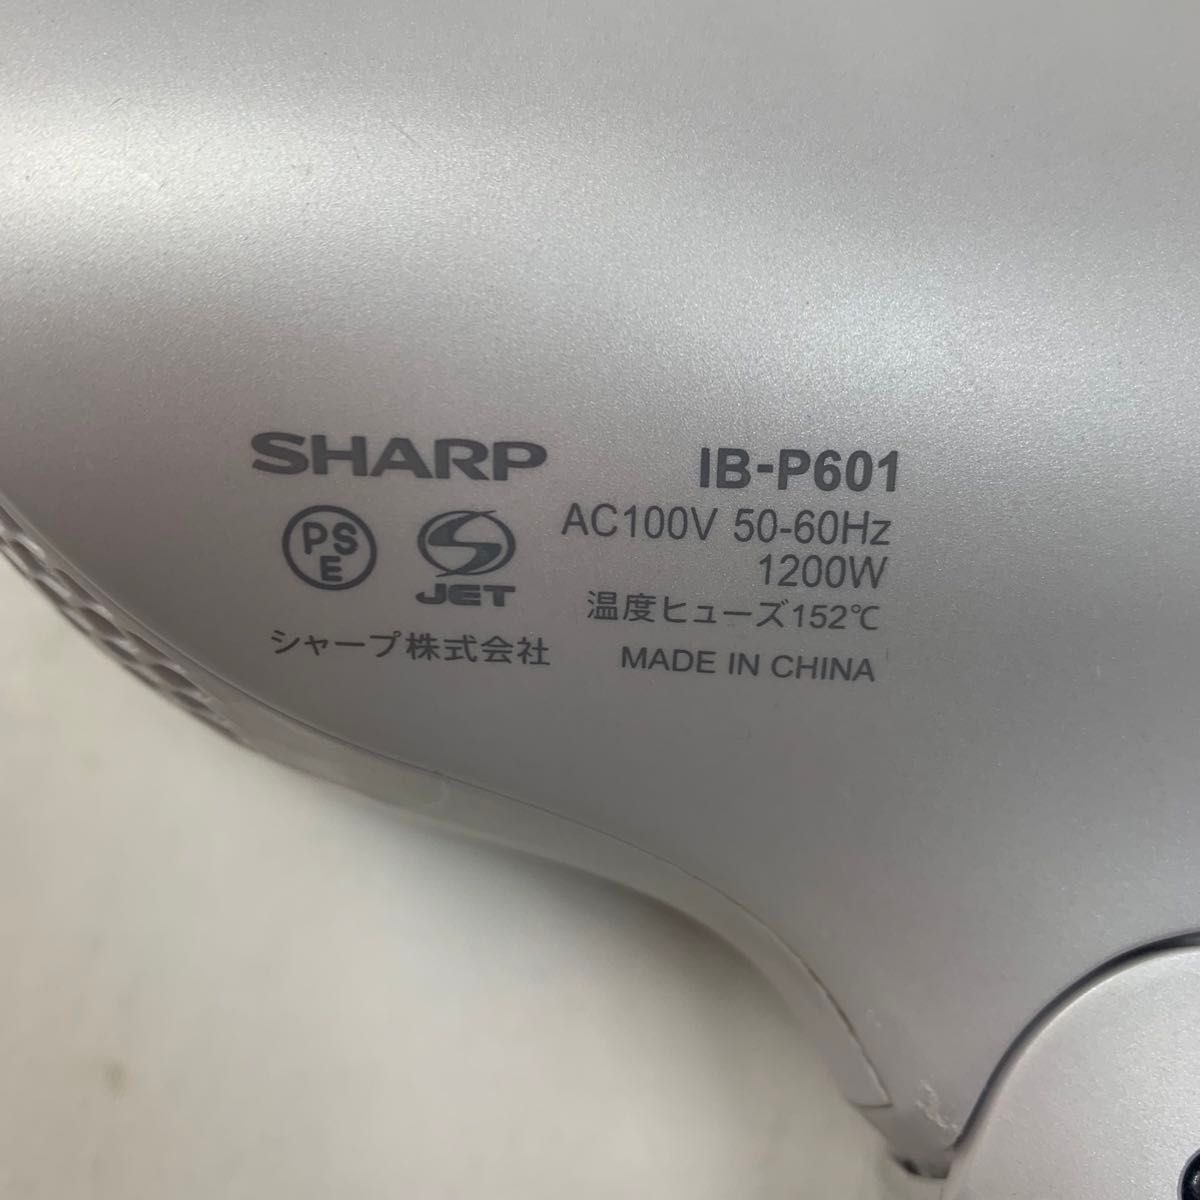 SHARP
IB-P601
AC100V 50-60Hz
1200W
PS
E
JET
温度ヒューズ152℃
シャープ株式会社
MADE IN CHINA